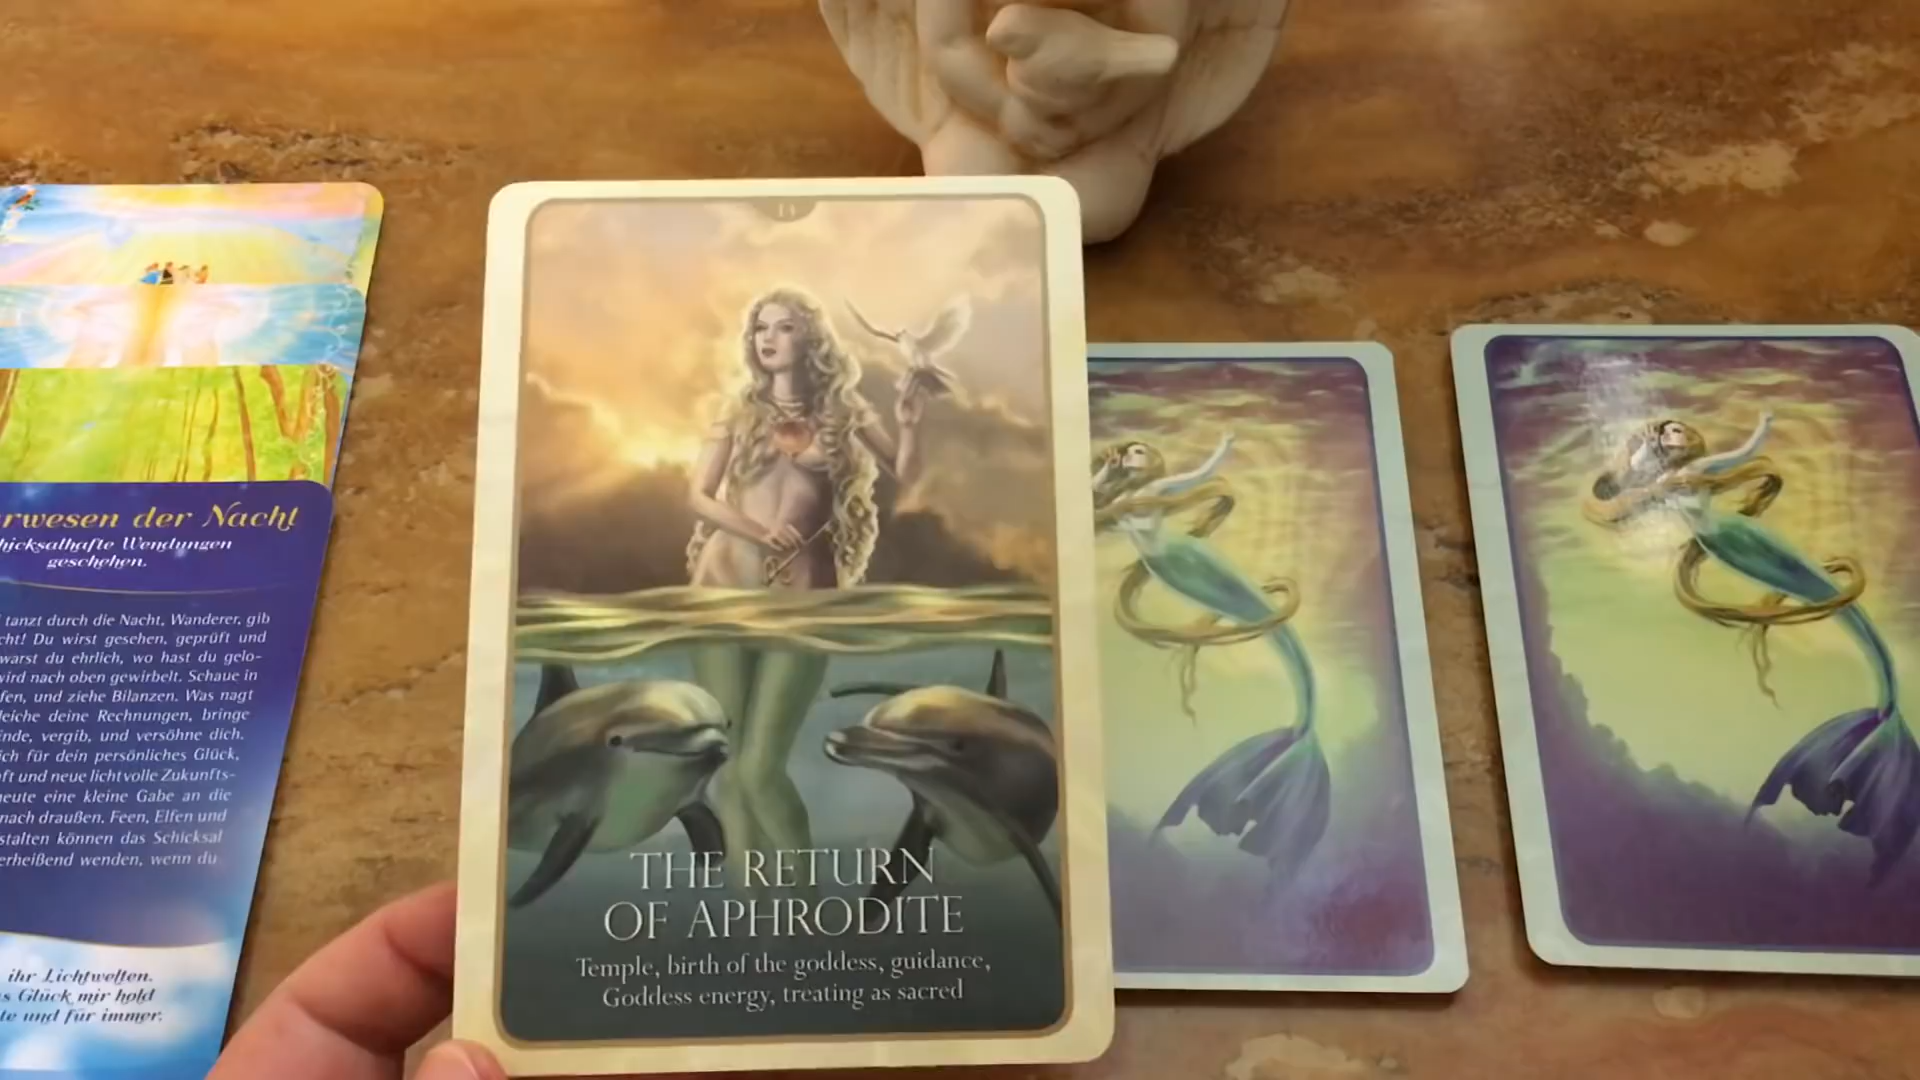 rwesen der Nacht
hicksalhafte Wendungen
geschehen.
tanzt durch die Nacht, Wanderer, gib
cht! Du wirst gesehen, geprüft und
warst du ehrlich, wo hast du gelo-
wird nach oben gewirbelt. Schaue in
fen, und ziehe Bilanzen. Was nagt
leiche deine Rechnungen, bringe
inde, vergib, und versöhne dich.
ich für dein persönliches Glück,
ft und neue lichtvolle Zukunfts-
heute eine kleine Gabe an die
nach draußen. Feen, Elfen und
stalten können das Schicksal
erheißend wenden, wenn du
ihr Lichtwelten.
s Glück mir hold
te und für immer.
THE RETURN
OF APHRODITE
Temple, birth of the goddess, guidance,
Goddess energy, treating as sacred